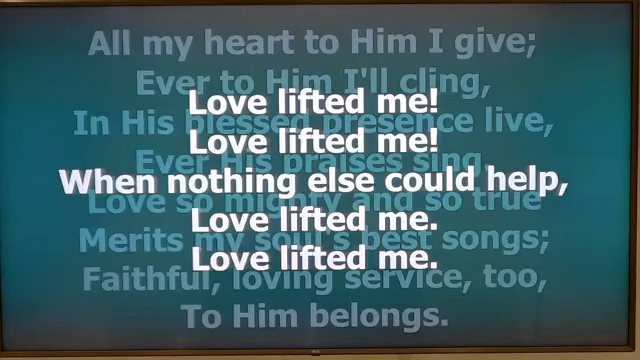 All my heart to Him I give;
Ever to Him I'll cling,
Love lifted me!
In His blessed presence live,
Love lifted me!
Ever His praises sing.
When nothing else could help,
Love so mighty and so true
Love lifted me.
Merits my soul's best songs;
Love lifted me.
Faithful, loving service, too,
To Him belongs.